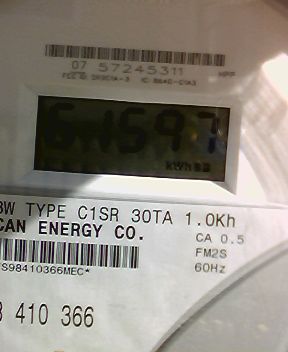 07 57245311
61597
kWh
3W TYPE C1SR 30TA 1.0Kh
CAN ENERGY CO.
CA 0.5
FM2S
60Hz
S98410366MEC*
410 366